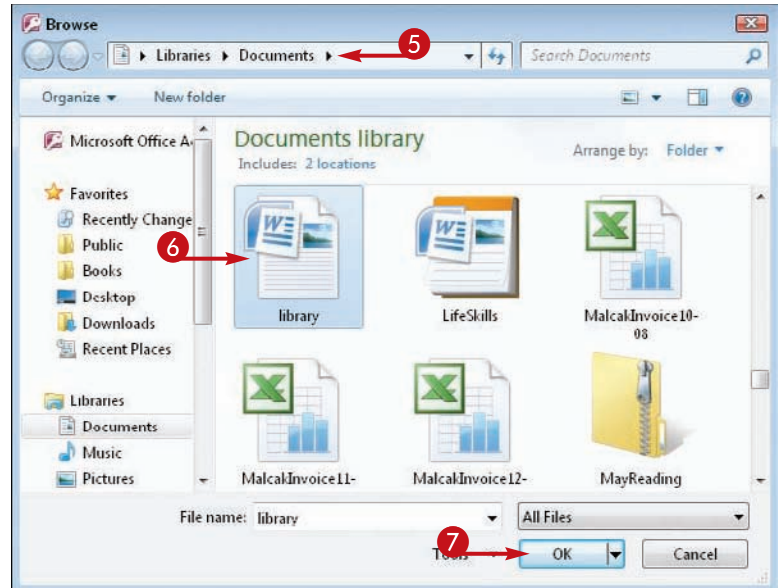 Browse
Libraries Documents 5 Search Documents
Organize New folder
Microsoft Office A
Documents library
Includes: 2 locations
Arrange by: Folder
Favorites
Recently Change
Public
6
Books
Desktop
Downloads
Recent Places
library
LifeSkills
MalcakInvoice10-
08
Libraries
Documents
Music
Pictures
MalcakInvoice11-
MalcakInvoice12-
MayReading
File name: library All Files
7
OK Cancel